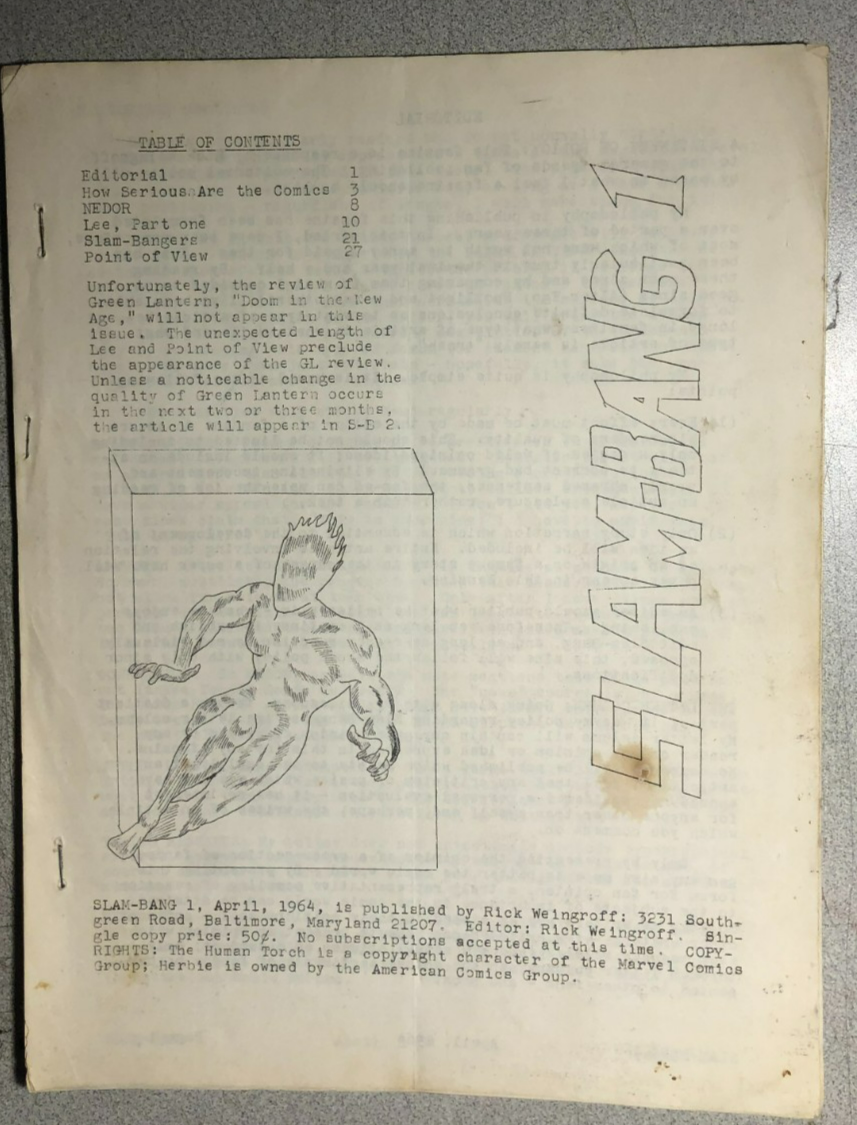 TABLE OF CONTENTS
Editorial 1
How Serious Are the Comics 3
NEDOR 8
Lee, Part one 10
Slam-Bangers 21
Point of View 27
Unfortunately, the review of
Green Lantern, "Doom in the New
Age," will not appear in this
issue. The unexpected length of
Lee and Point of View preclude
the appearance of the GL review.
Unless a noticeable change in the
quality of Green Lantern occurs
in the next two or three months,
the article will appear in S-B 2.
SLAM-BANG 1
SLAM-BANG 1, April, 1964, is published by Rick Weingroff: 3231 South-
green Road, Baltimore, Maryland 21207. Editor: Rick Weingroff. Sin-
gle copy price: 50¢. No subscriptions accepted at this time. COPY-
RIGHTS: The Human Torch is a copyright character of the Marvel Comics
Group; Herbie is owned by the American Comics Group.